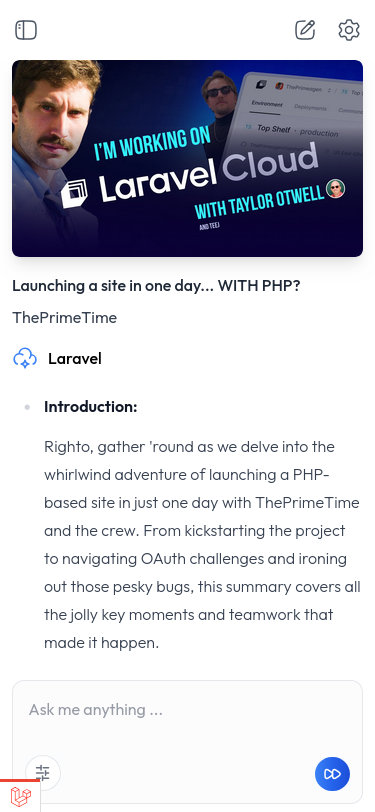 ThePrimeagen
Environment Deployments
Top Shelf • production
I'M WORKING ON
Laravel Cloud
WITH TAYLOR OTWELL
AND TEEJ
Launching a site in one day... WITH PHP?
ThePrimeTime
Laravel
Introduction:
Righto, gather 'round as we delve into the
whirlwind adventure of launching a PHP-
based site in just one day with ThePrimeTime
and the crew. From kickstarting the project
to navigating OAuth challenges and ironing
out those pesky bugs, this summary covers all
the jolly key moments and teamwork that
made it happen.
Ask me anything ...